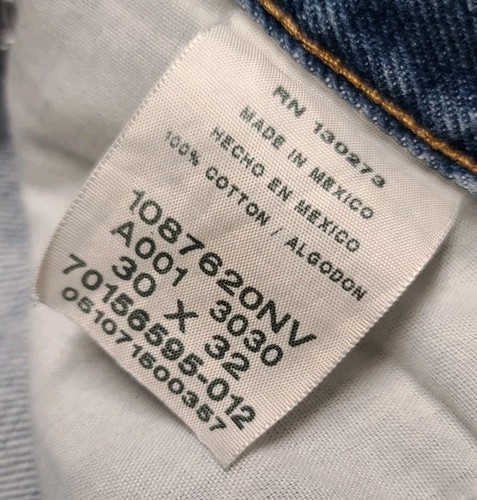 RN 130273
MADE IN MEXICO
HECHO EN MEXICO
100% COTTON / ALGODON
1087620NV
A001 3030
30 X 32
70156595-012
051071500357